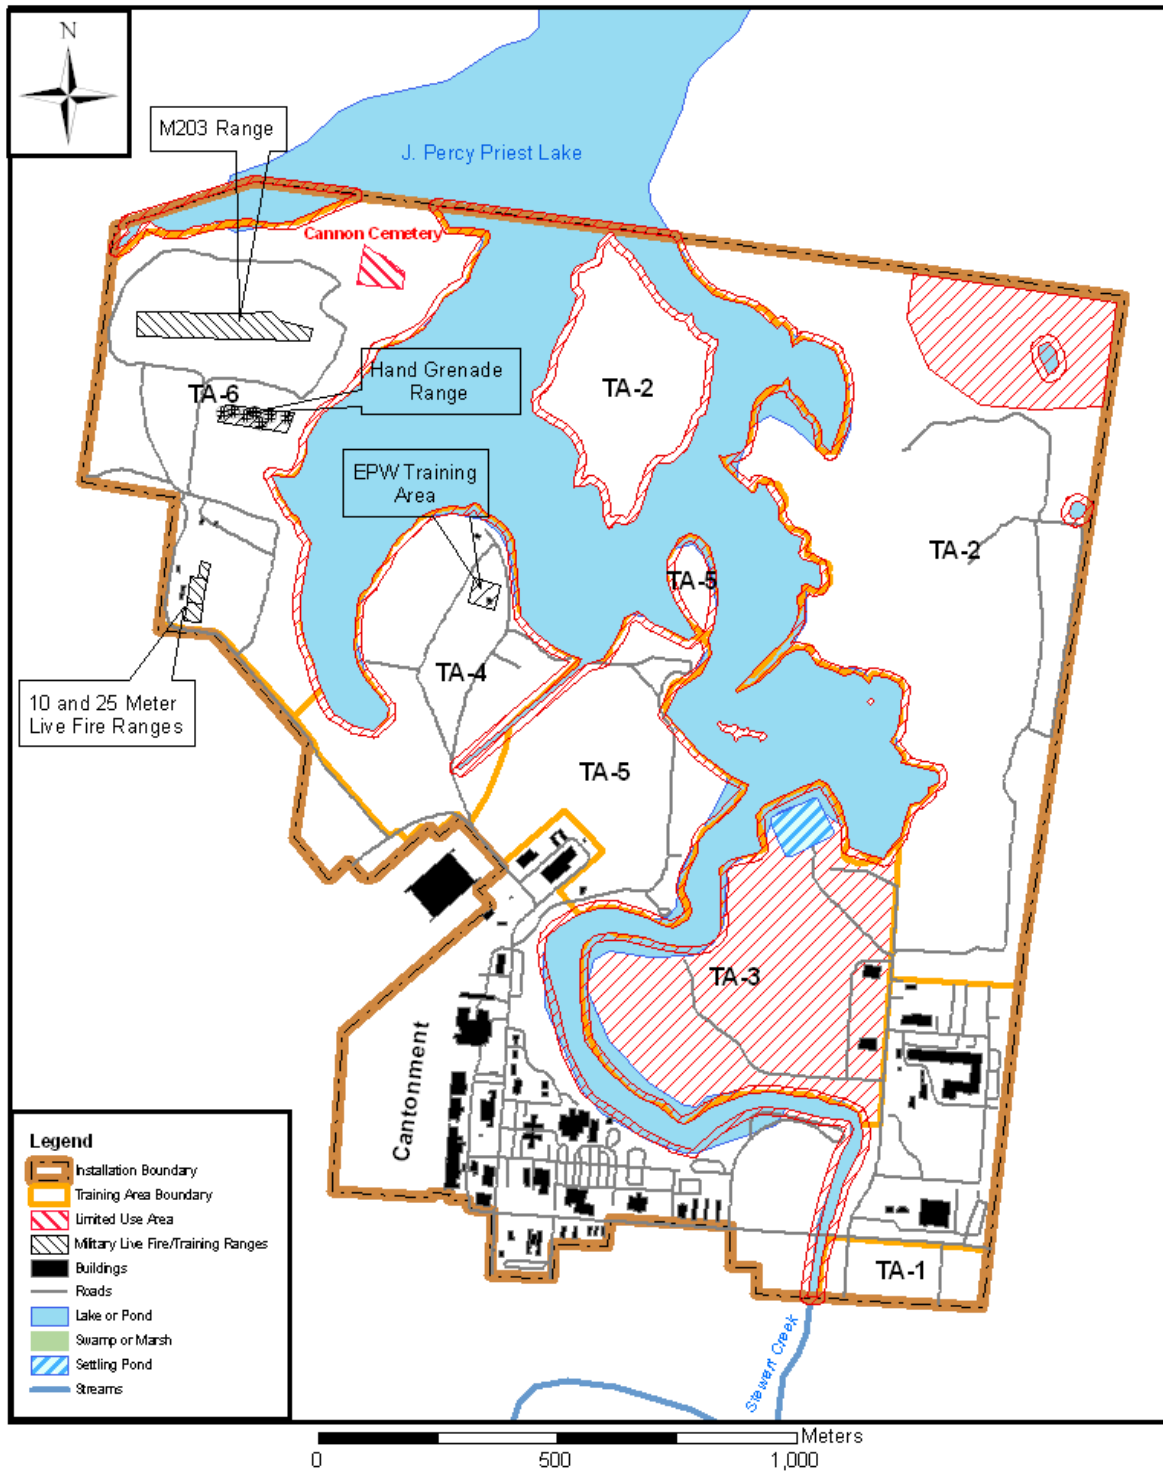 N
M203 Range
J. Percy Priest Lake
Cannon Cemetery
Hand Grenade
Range
TA-6
TA-2
EPW Training
Area
TA-2
TA-5
TA-4
10 and 25 Meter
Live Fire Ranges
TA-5
TA-3
Cantonment
TA-1
Stewart Creek
Legend
Installation Boundary
Training Area Boundary
Limited Use Area
Military Live Fire/Training Ranges
Buildings
Roads
Lake or Pond
Swamp or Marsh
Settling Pond
Streams
Meters
0 500 1,000